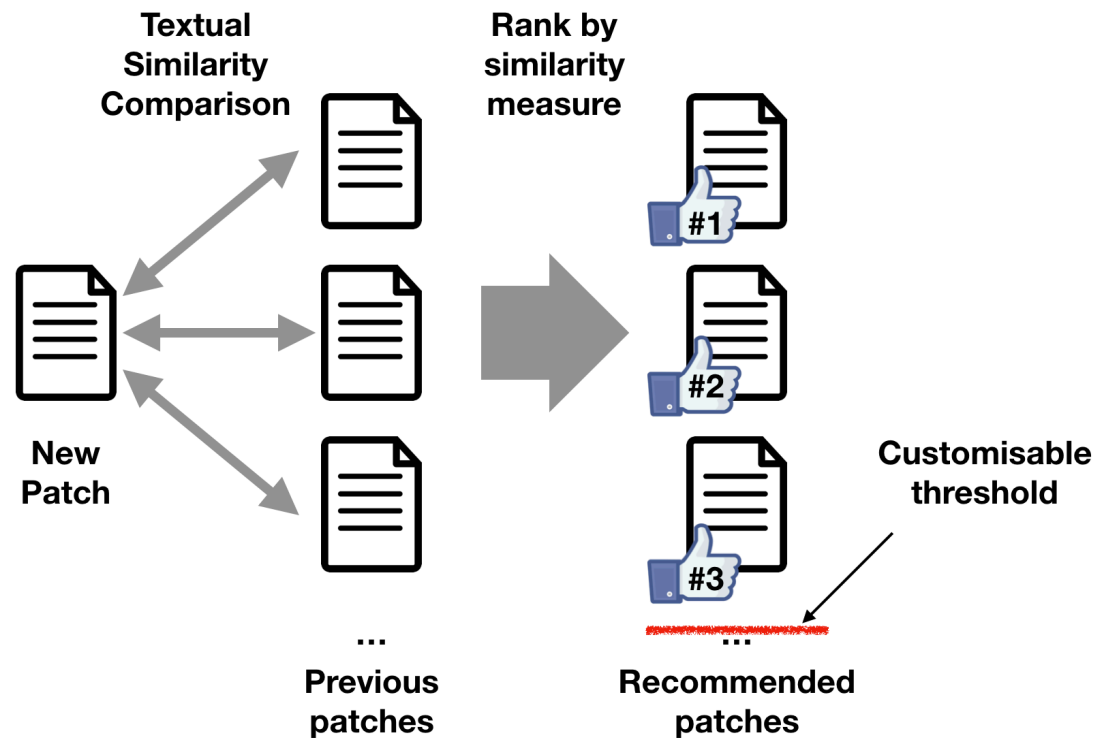 Textual
Similarity
Comparison
Rank by
similarity
measure
#1
#2
#3
New
Patch
Customisable
threshold
...
Previous
patches
...
Recommended
patches